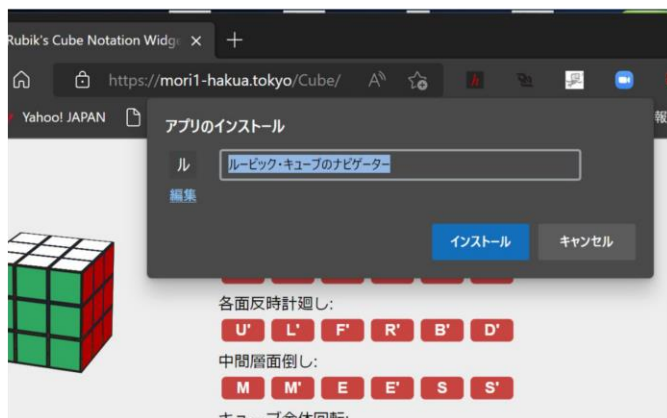 Rubik's Cube Notation Widg
https://mori1-hakua.tokyo/Cube/
Yahoo! JAPAN
報
アプリのインストール
ル
ルービック・キューブのナビゲーター
編集
インストール
キャンセル
各面反時計廻し:
U' L' F' R' B' D'
中間層面倒し:
M M' E E' S S'